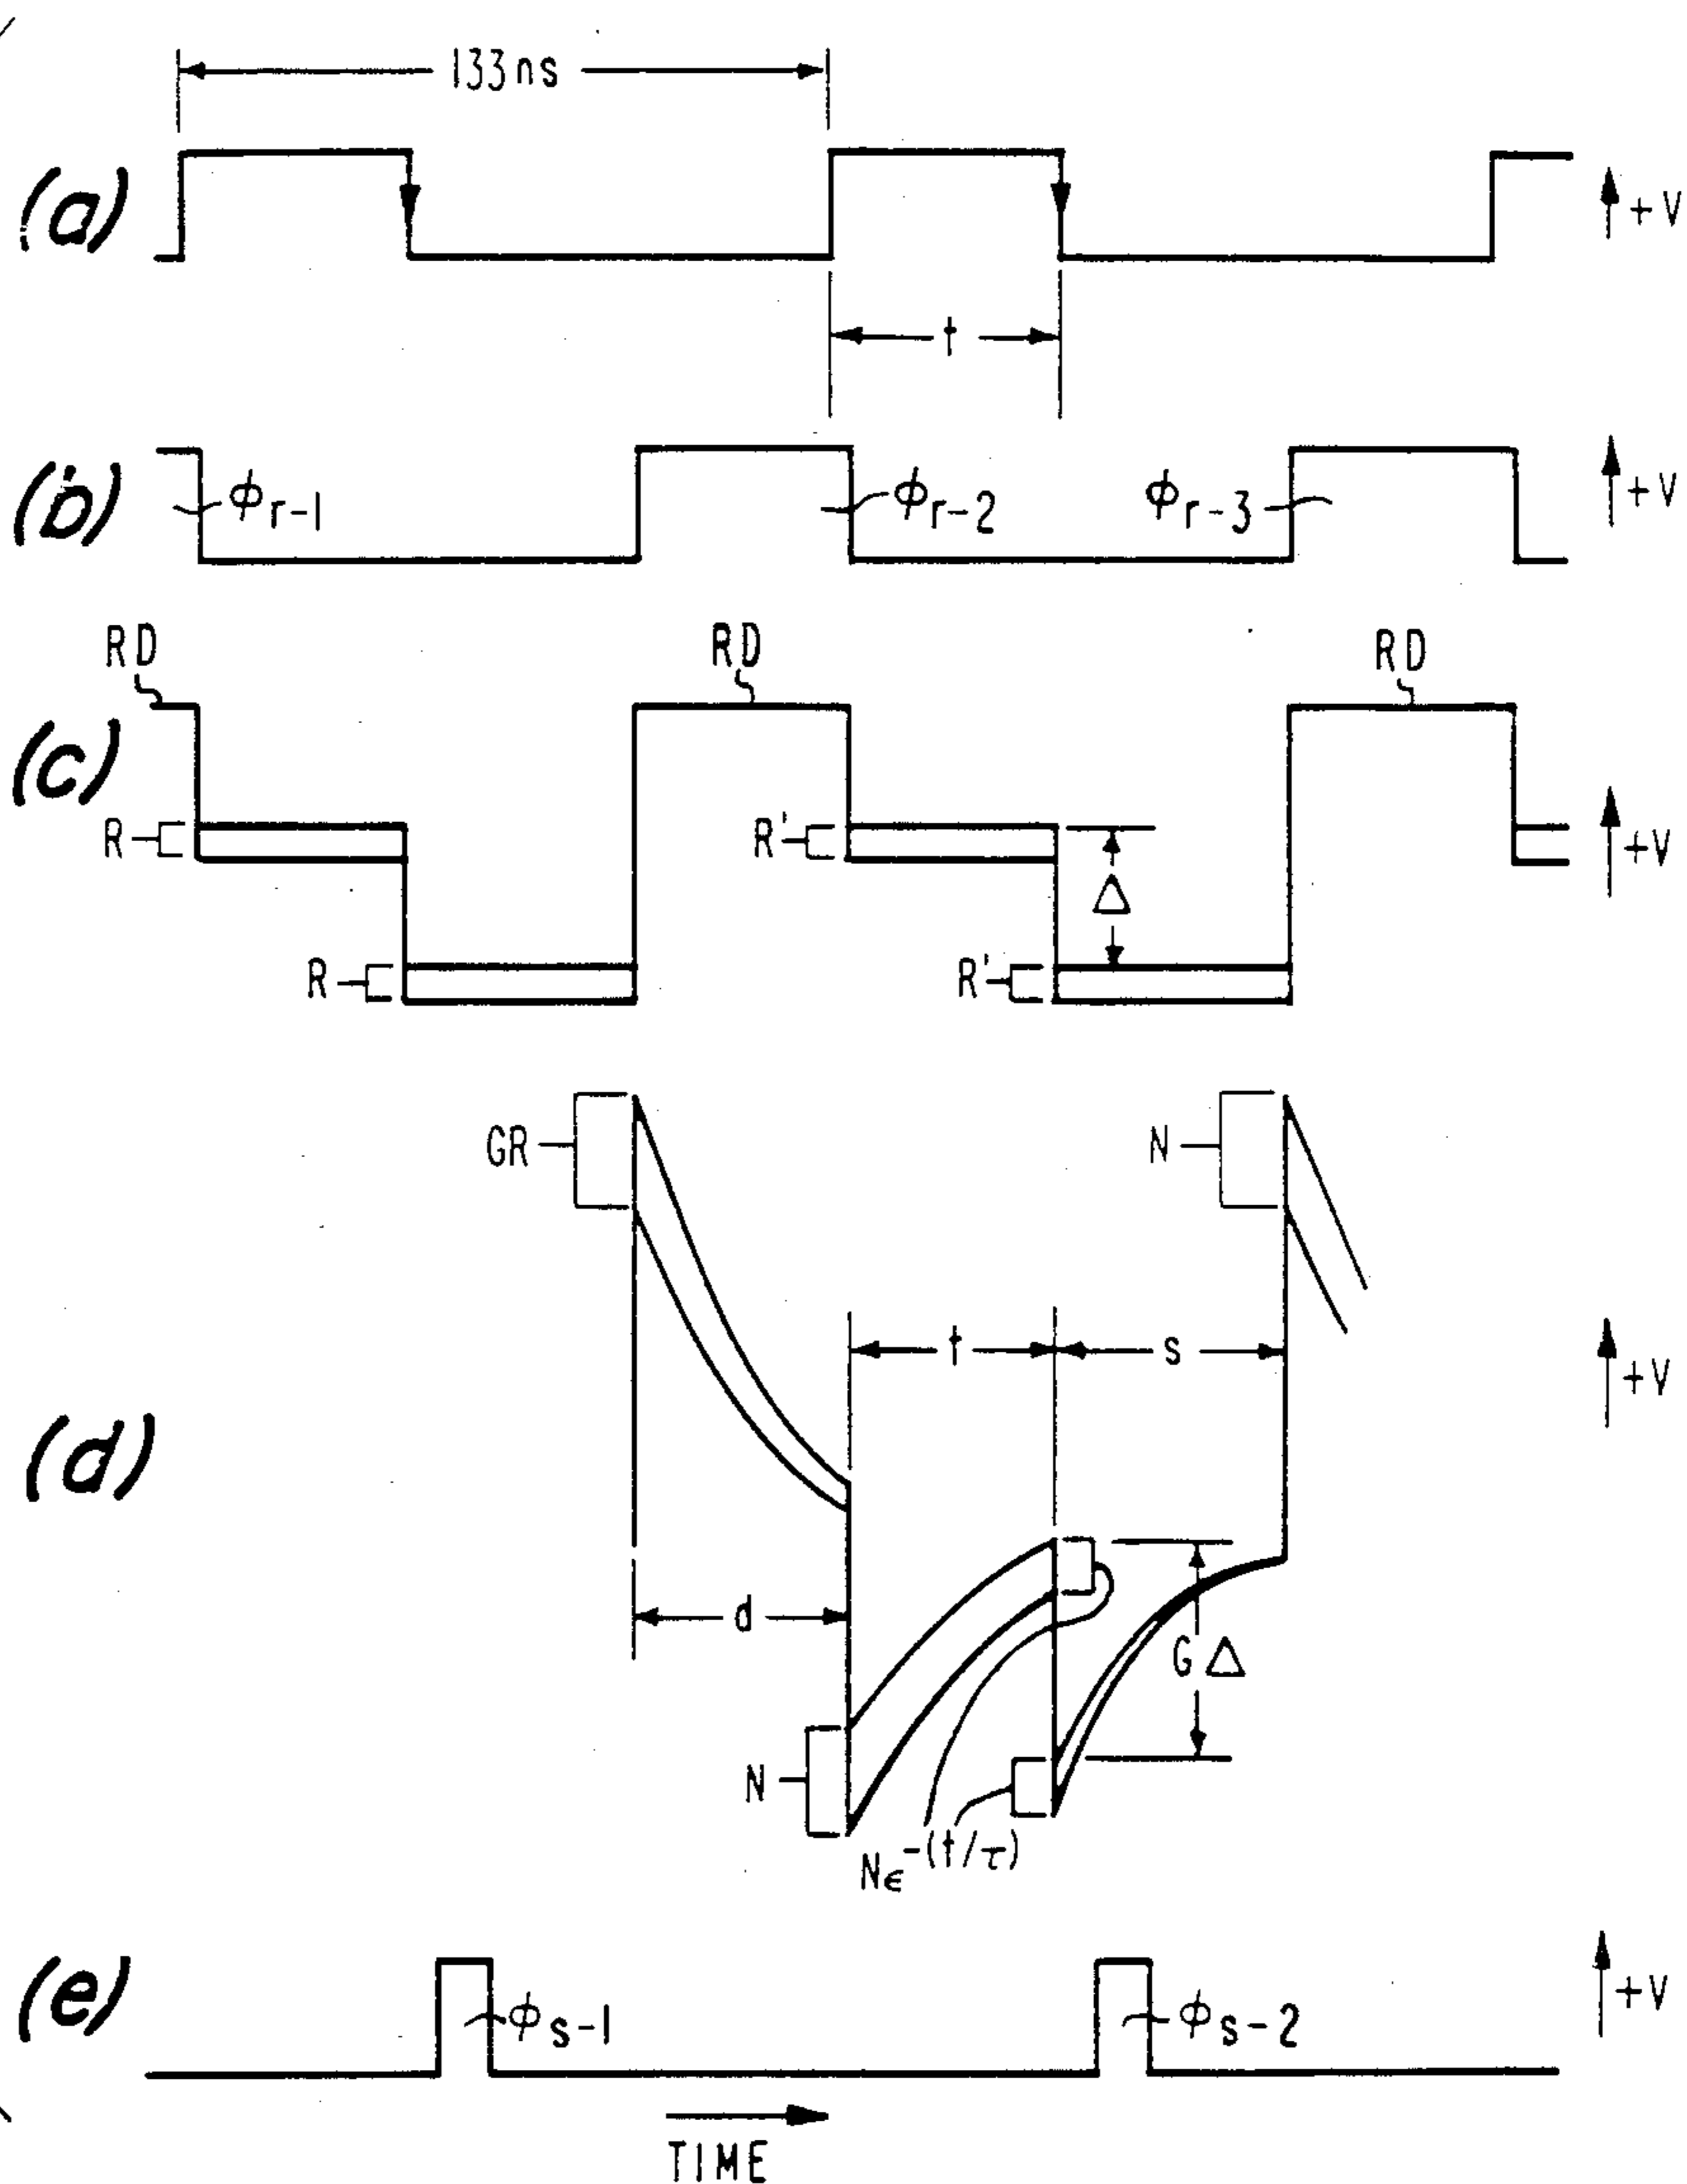 133ns
(a)
+V
t
(b)
ϕr-1
ϕr-2
ϕr-3
+V
RD
RD
RD
(c)
R
R'
Δ
+V
R
R'
GR
N
t
s
+V
(d)
d
GΔ
N
Nϵ-(t/τ)
(e)
ϕs-1
ϕs-2
+V
TIME